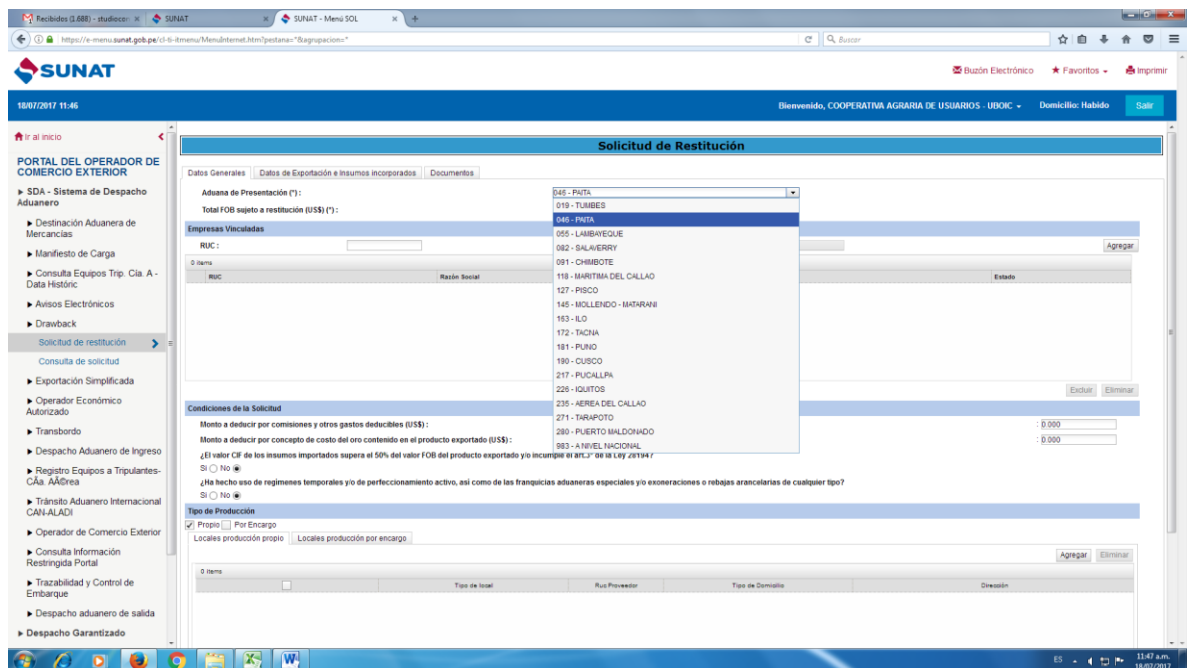 Recibidos (1.688) - studiocor
SUNAT
SUNAT - Menú SOL
https://e-menu.sunat.gob.pe/cl-ti-itmenu/MenuInternet.htm?pestana=*&agrupacion=*
Buscar
SUNAT
Buzón Electrónico
Favoritos
Imprimir
18/07/2017 11:46
Bienvenido, COOPERATIVA AGRARIA DE USUARIOS - UBOIC
Domicilio: Habido
Salir
Ir al inicio
PORTAL DEL OPERADOR DE
COMERCIO EXTERIOR
SDA - Sistema de Despacho
Aduanero
Destinación Aduanera de
Mercancías
Manifiesto de Carga
Consulta Equipos Trip. Cía. A -
Data Históric
Avisos Electrónicos
Drawback
Solicitud de restitución
Consulta de solicitud
Exportación Simplificada
Operador Económico
Autorizado
Transbordo
Despacho Aduanero de Ingreso
Registro Equipos a Tripulantes-
CÃ­a. AÃ©rea
Tránsito Aduanero Internacional
CAN-ALADI
Operador de Comercio Exterior
Consulta Información
Restringida Portal
Trazabilidad y Control de
Embarque
Despacho aduanero de salida
Despacho Garantizado
Solicitud de Restitución
Datos Generales
Datos de Exportación e Insumos incorporados
Documentos
Aduana de Presentación (*) :
046 - PAITA
Total FOB sujeto a restitución (US$) (*) :
019 - TUMBES
046 - PAITA
055 - LAMBAYEQUE
082 - SALAVERRY
091 - CHIMBOTE
118 - MARITIMA DEL CALLAO
127 - PISCO
145 - MOLLENDO - MATARANI
163 - ILO
172 - TACNA
181 - PUNO
190 - CUSCO
217 - PUCALLPA
226 - IQUITOS
235 - AEREA DEL CALLAO
271 - TARAPOTO
280 - PUERTO MALDONADO
983 - A NIVEL NACIONAL
Empresas Vinculadas
RUC :
Agregar
0 items
RUC
Razón Social
Estado
Excluir
Eliminar
Condiciones de la Solicitud
Monto a deducir por comisiones y otros gastos deducibles (US$) :
: 0.000
Monto a deducir por concepto de costo del oro contenido en el producto exportado (US$) :
: 0.000
¿El valor CIF de los insumos importados supera el 50% del valor FOB del producto exportado y/o incumple el art.3° de la Ley 28194?
Si No
¿Ha hecho uso de regímenes temporales y/o de perfeccionamiento activo, así como de las franquicias aduaneras especiales y/o exoneraciones o rebajas arancelarias de cualquier tipo?
Si No
Tipo de Producción
Propio Por Encargo
Locales producción propio
Locales producción por encargo
Agregar
Eliminar
0 items
Tipo de local
Ruc Proveedor
Tipo de Domicilio
Dirección
ES
11:47 a.m.
18/07/2017